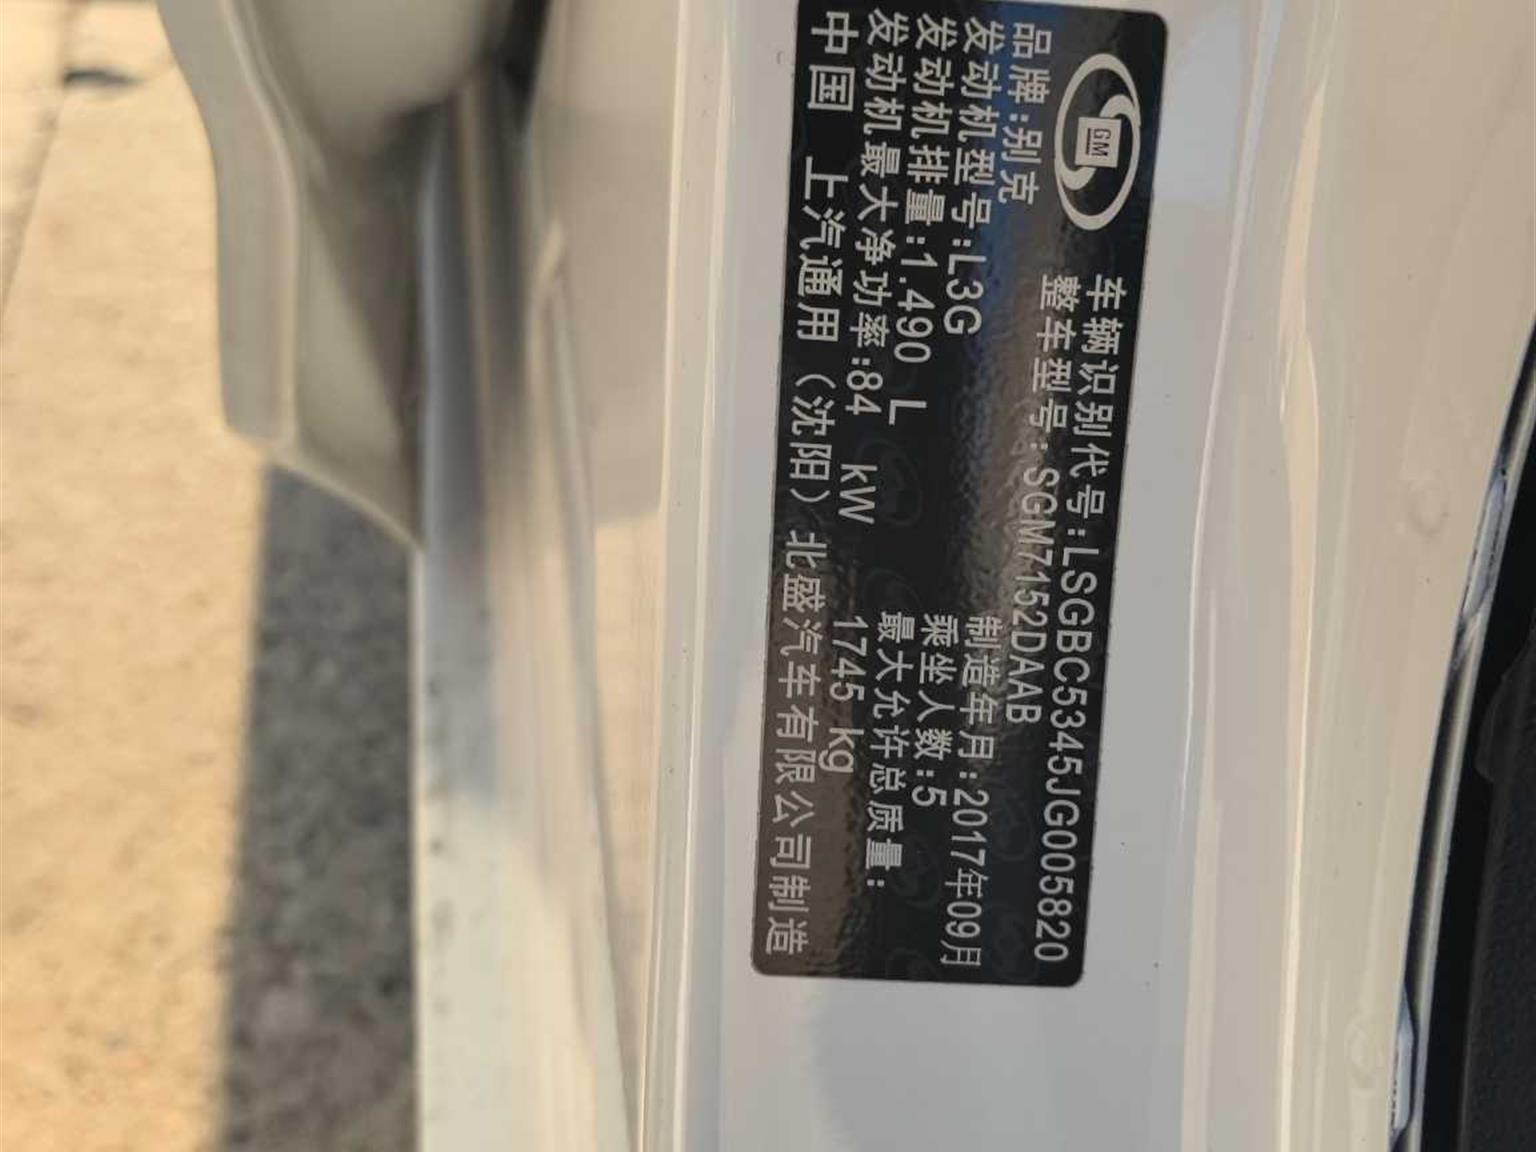 GM
车辆识别代号:LSGBC5345JG005820
整车型号:SGM7152DAAB
品牌:别克
发动机型号:L3G
制造年月:2017年09月
发动机排量:1.490 L
乘坐人数:5
发动机最大净功率:84 kW
最大允许总质量:
1745 kg
中国 上汽通用（沈阳）北盛汽车有限公司制造